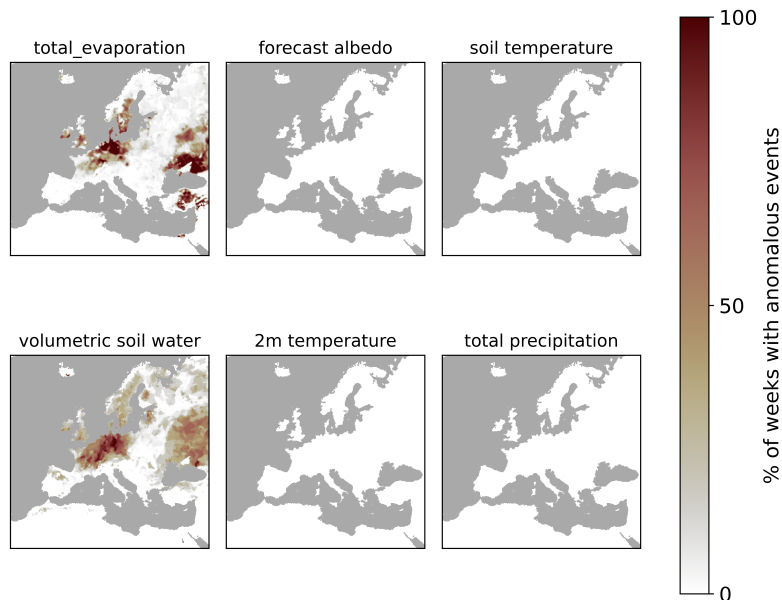 total_evaporation
forecast albedo
soil temperature
volumetric soil water
2m temperature
total precipitation
100
50
0
% of weeks with anomalous events